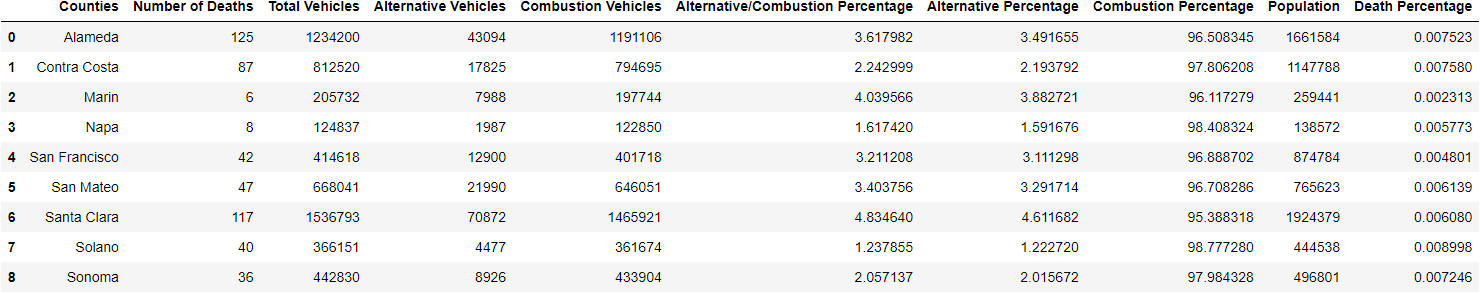 Counties Number of Deaths Total Vehicles Alternative Vehicles Combustion Vehicles Alternative/Combustion Percentage Alternative Percentage Combustion Percentage Population Death Percentage
0 Alameda 125 1234200 43094 1191106 3.617982 3.491655 96.508345 1661584 0.007523
1 Contra Costa 87 812520 17825 794695 2.242999 2.193792 97.806208 1147788 0.007580
2 Marin 6 205732 7988 197744 4.039566 3.882721 96.117279 259441 0.002313
3 Napa 8 124837 1987 122850 1.617420 1.591676 98.408324 138572 0.005773
4 San Francisco 42 414618 12900 401718 3.211208 3.111298 96.888702 874784 0.004801
5 San Mateo 47 668041 21990 646051 3.403756 3.291714 96.708286 765623 0.006139
6 Santa Clara 117 1536793 70872 1465921 4.834640 4.611682 95.388318 1924379 0.006080
7 Solano 40 366151 4477 361674 1.237855 1.222720 98.777280 444538 0.008998
8 Sonoma 36 442830 8926 433904 2.057137 2.015672 97.984328 496801 0.007246